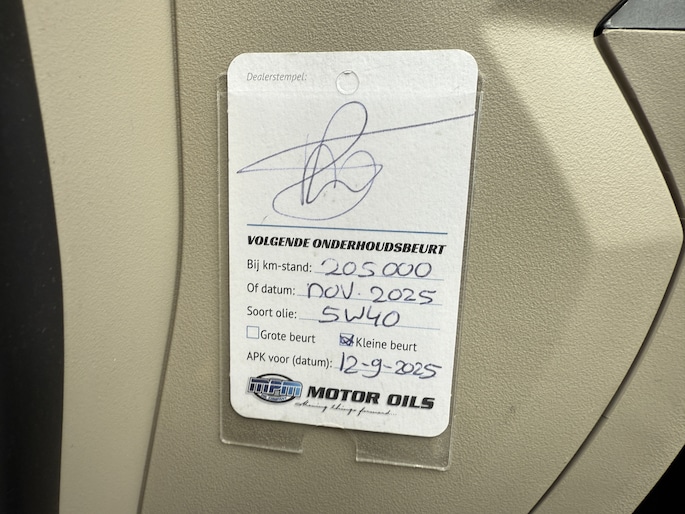 Dealerstempel:
VOLGENDE ONDERHOUDSBEURT
Bij km-stand: 205000
Of datum: nov. 2025
Soort olie: 5W40
Grote beurt Kleine beurt
APK voor (datum): 12-9-2025
MPM MOTOR OILS